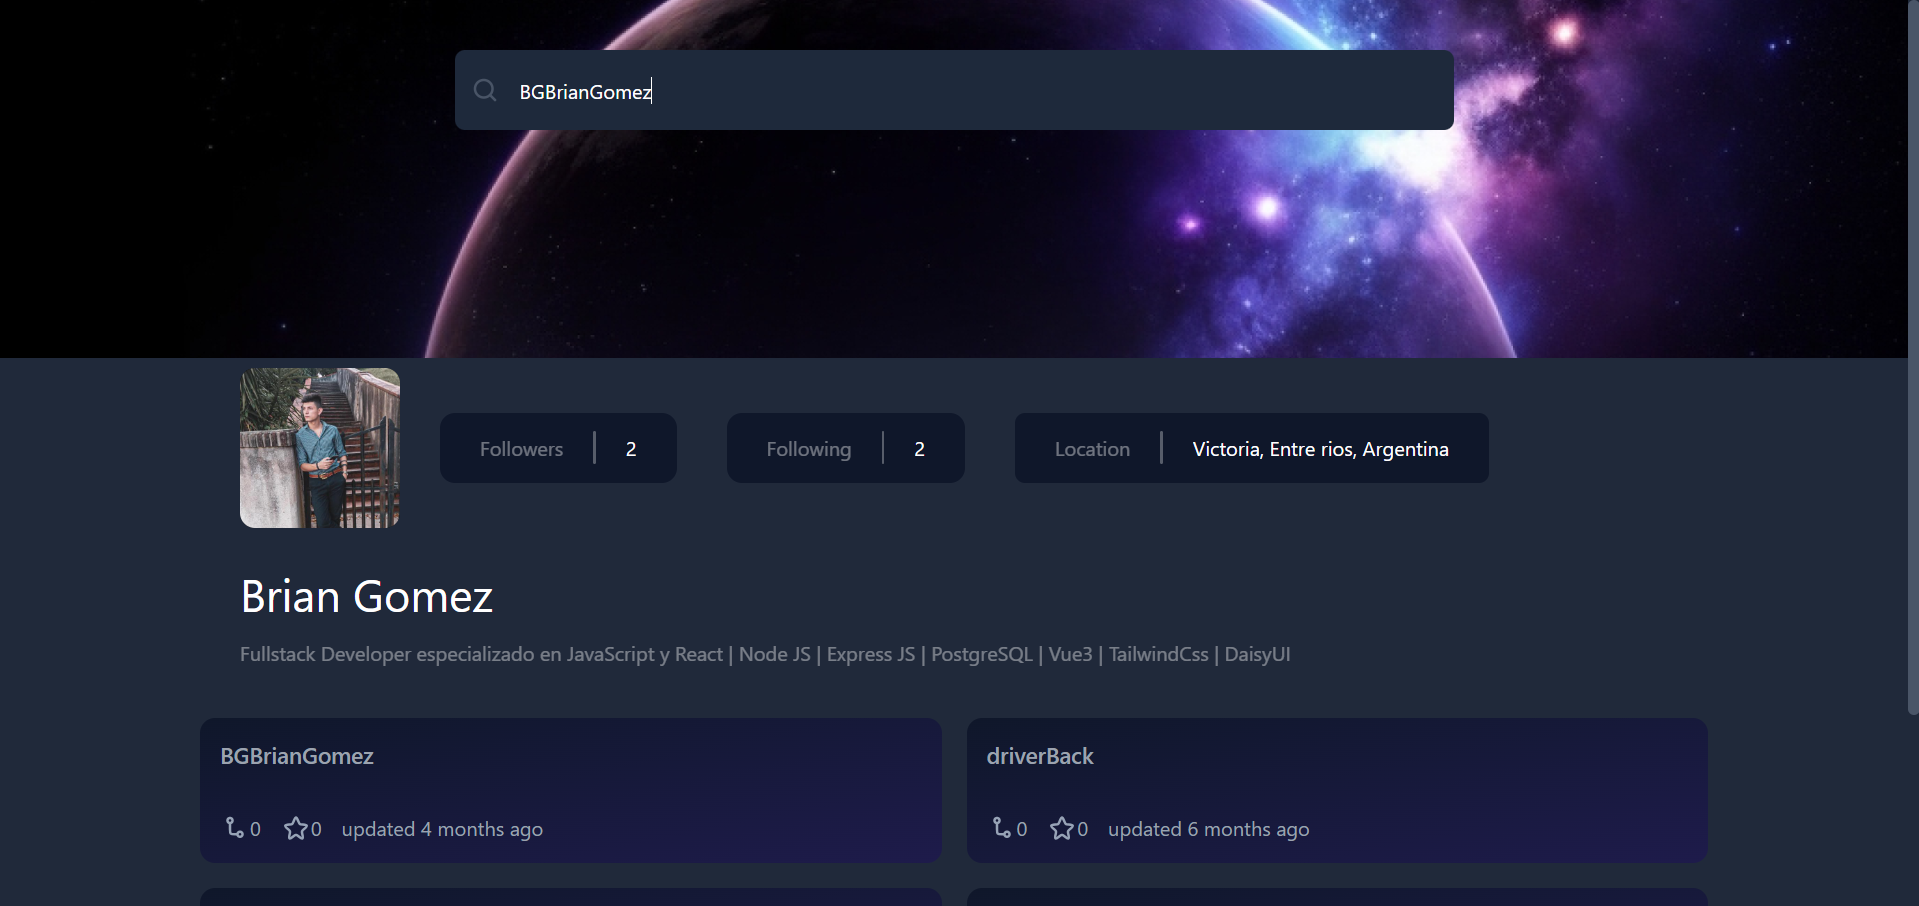 BGBrianGomez
Followers 2
Following 2
Location Victoria, Entre rios, Argentina
Brian Gomez
Fullstack Developer especializado en JavaScript y React | Node JS | Express JS | PostgreSQL | Vue3 | TailwindCss | DaisyUI
BGBrianGomez
0 0 updated 4 months ago
driverBack
0 0 updated 6 months ago